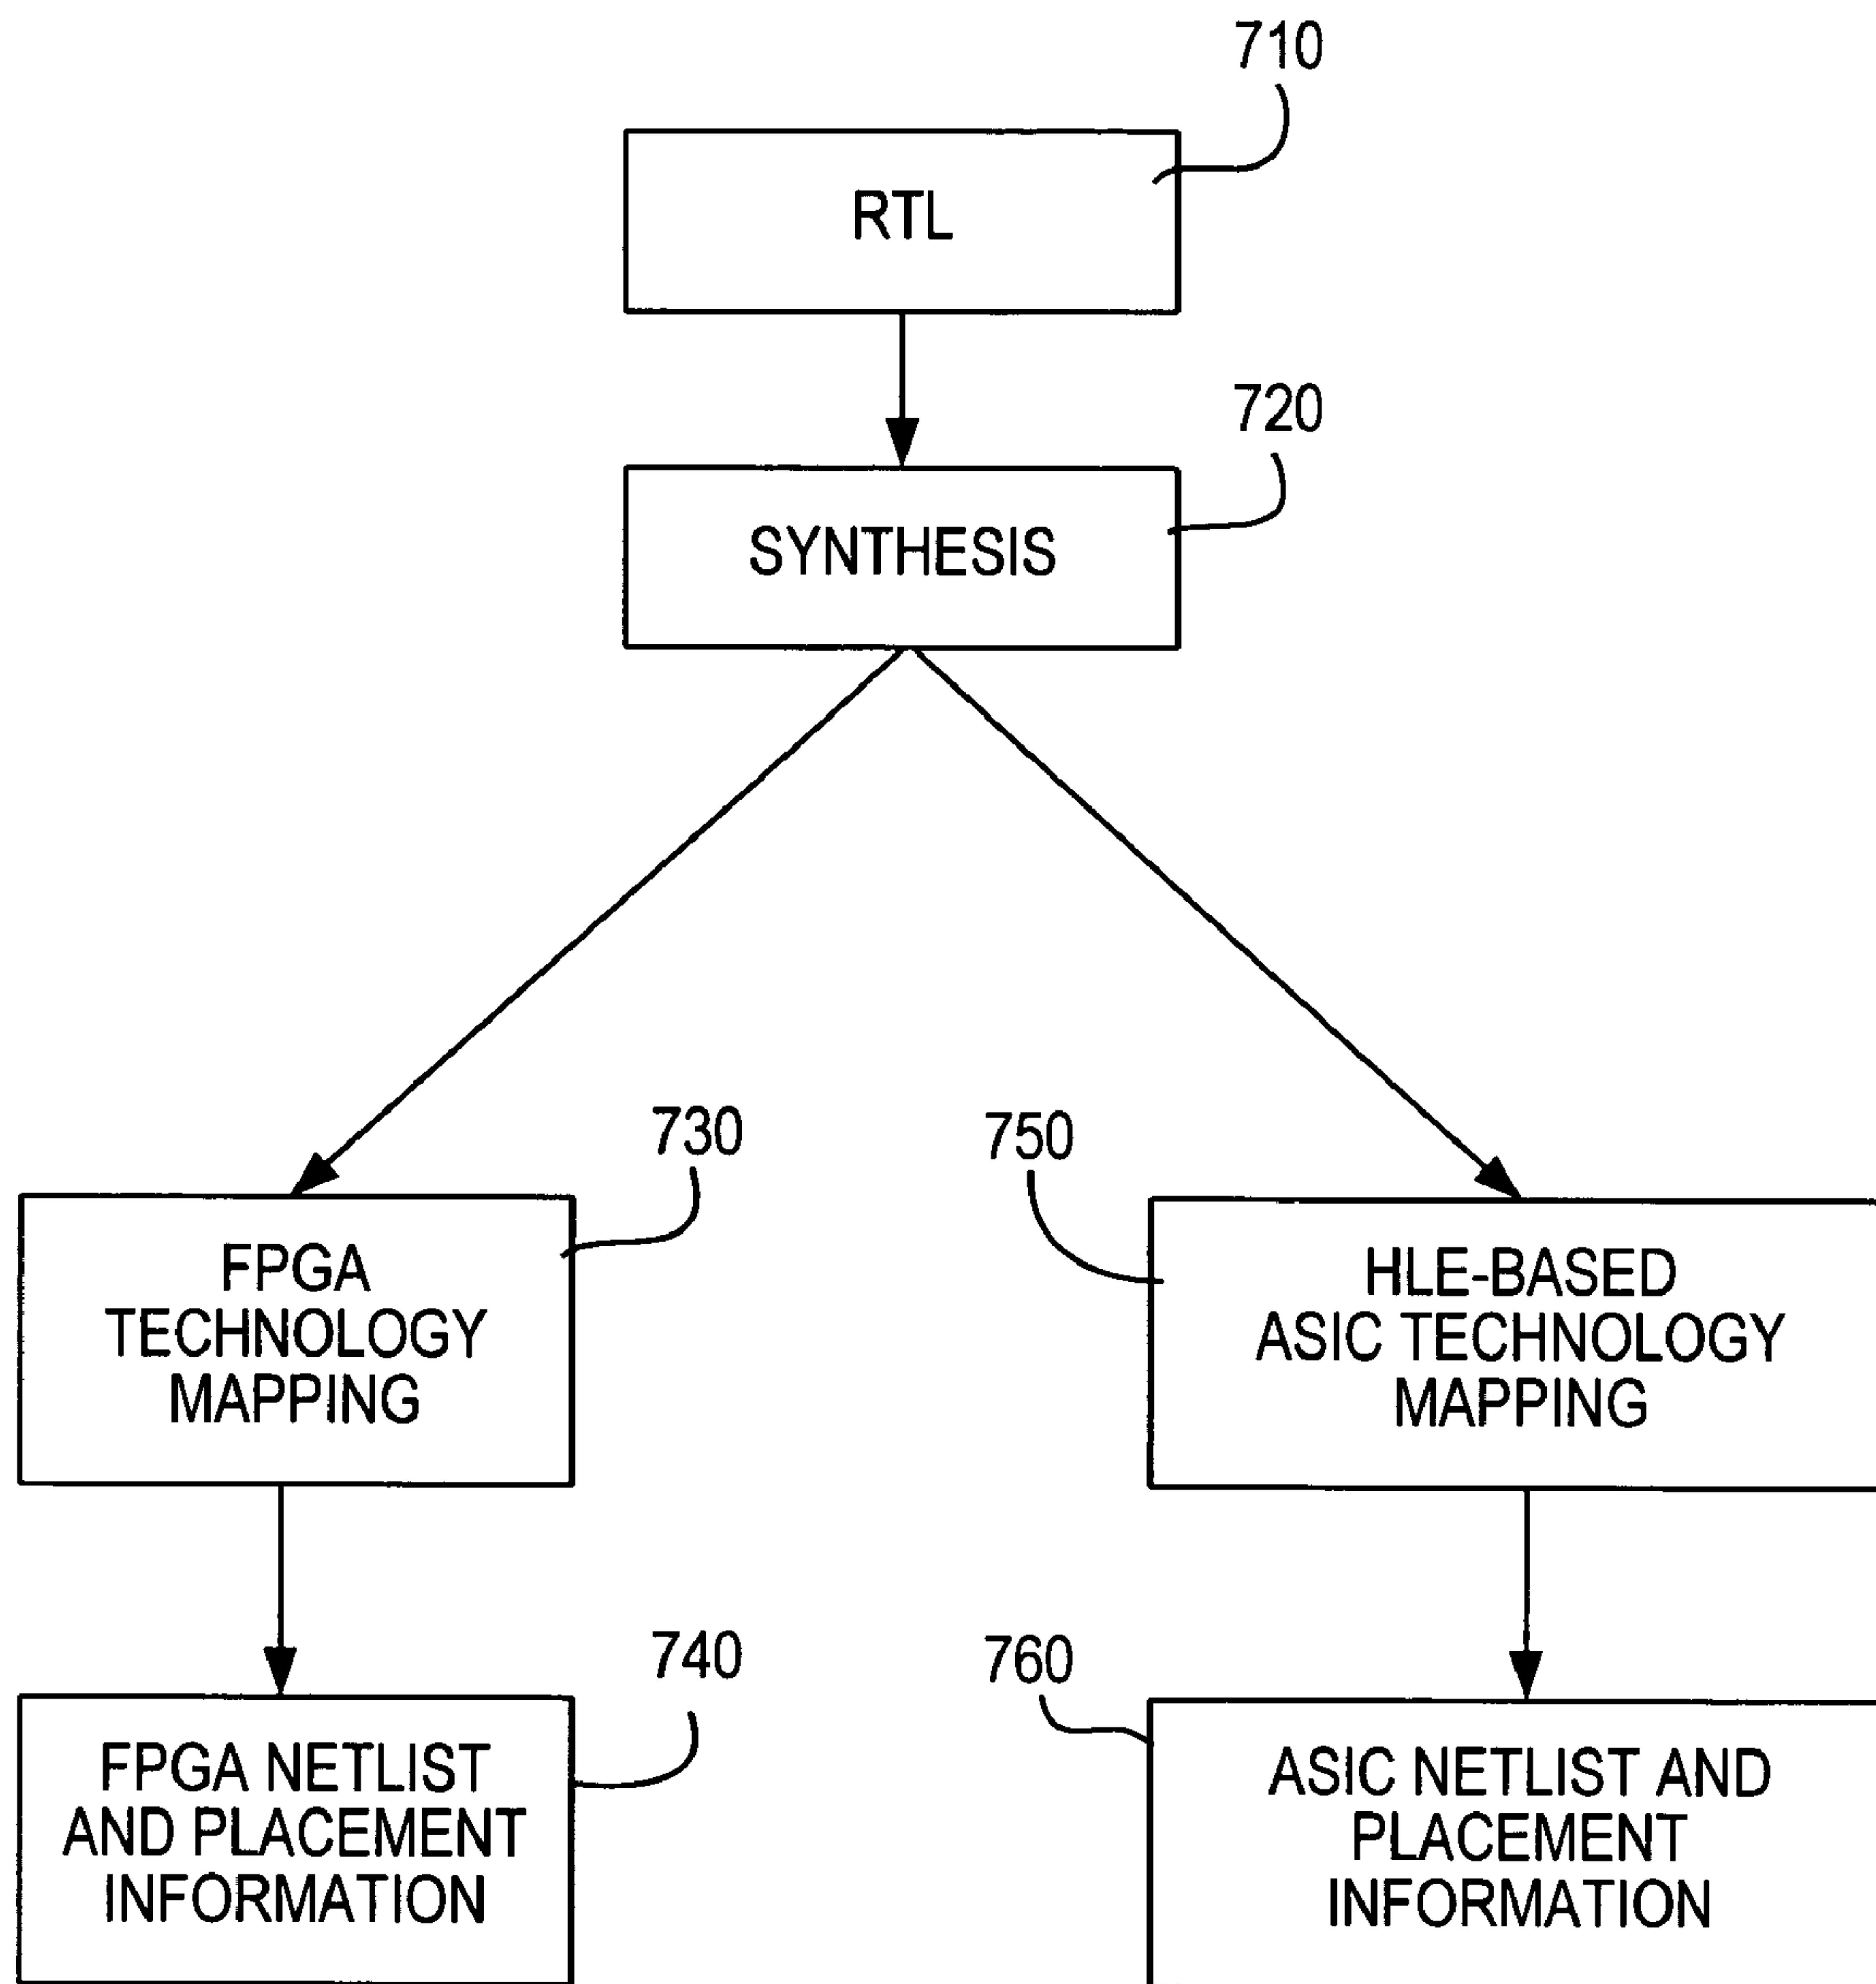 710
RTL
720
SYNTHESIS
730
750
FPGA
TECHNOLOGY
MAPPING
HLE-BASED
ASIC TECHNOLOGY
MAPPING
740
760
FPGA NETLIST
AND PLACEMENT
INFORMATION
ASIC NETLIST AND
PLACEMENT
INFORMATION